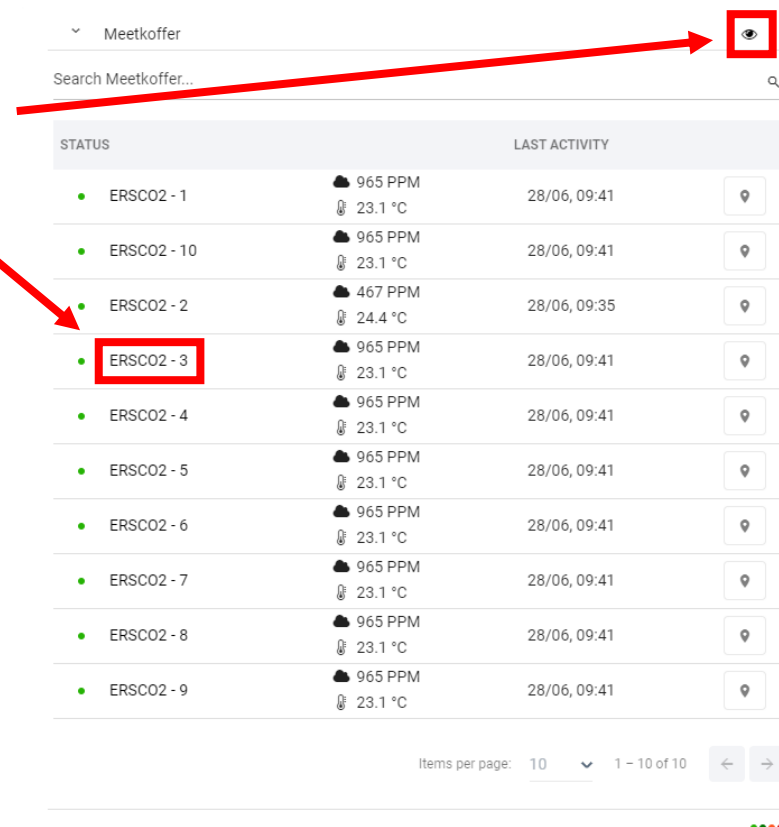 Meetkoffer
Search Meetkoffer...
STATUS LAST ACTIVITY
ERSCO2 - 1 965 PPM 28/06, 09:41
23.1 °C
ERSCO2 - 10 965 PPM 28/06, 09:41
23.1 °C
ERSCO2 - 2 467 PPM 28/06, 09:35
24.4 °C
ERSCO2 - 3 965 PPM 28/06, 09:41
23.1 °C
ERSCO2 - 4 965 PPM 28/06, 09:41
23.1 °C
ERSCO2 - 5 965 PPM 28/06, 09:41
23.1 °C
ERSCO2 - 6 965 PPM 28/06, 09:41
23.1 °C
ERSCO2 - 7 965 PPM 28/06, 09:41
23.1 °C
ERSCO2 - 8 965 PPM 28/06, 09:41
23.1 °C
ERSCO2 - 9 965 PPM 28/06, 09:41
23.1 °C
Items per page: 10 1 – 10 of 10